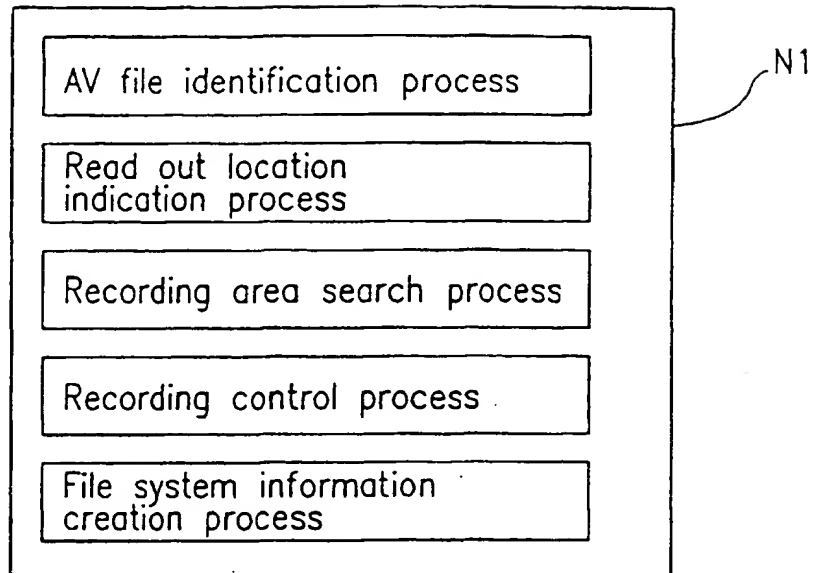 AV file identification process
N1
Read out location
indication process
Recording area search process
Recording control process
File system information
creation process